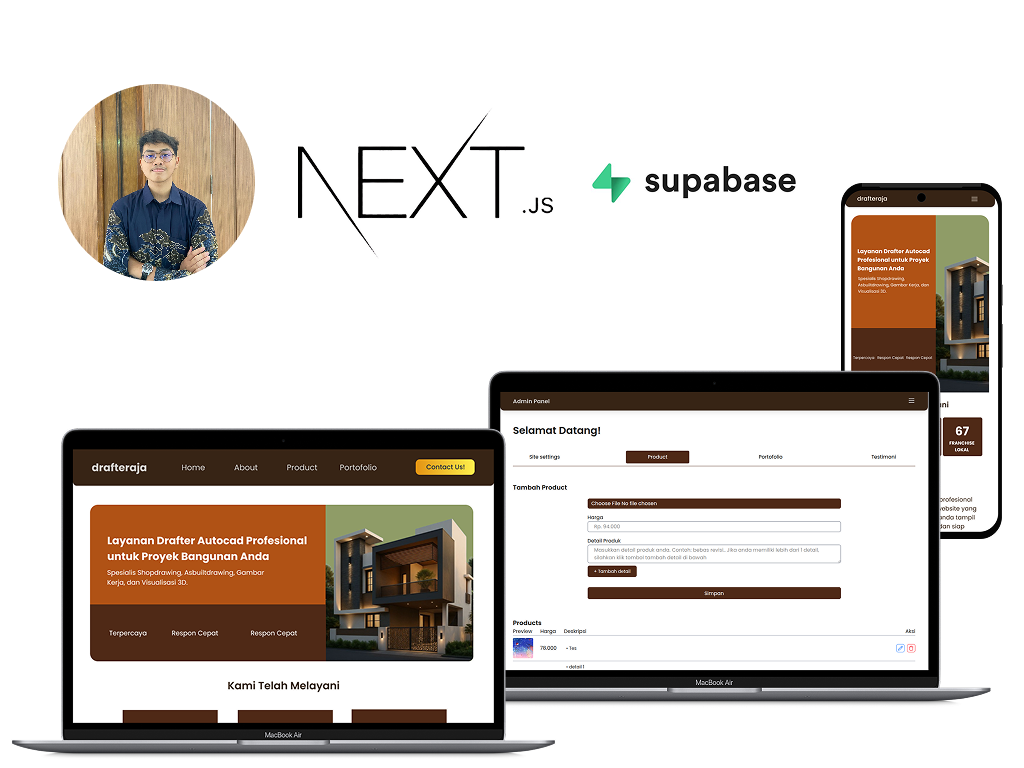 NEXT
.JS
supabase
drafteraja
Layanan Drafter Autocad
Profesional untuk Proyek
Bangunan Anda
Spesialis Shopdrawing,
Asbuiltdrawing, Gambar Kerja, dan
Visualisasi 3D.
Terpercaya Respon Cepat Respon Cepat
ani
67
FRANCHISE
LOKAL
profesional
website yang
anda tampil
dan siap
Admin Panel
Selamat Datang!
Site settings Product Portofolio Testimoni
Tambah Product
Choose File No file chosen
Harga
Rp. 94.000
Detail Produk
Masukkan detail produk anda. Contoh: bebas revisi. Jika anda memiliki lebih dari 1 detail,
silahkan klik tombol tambah detail di bawah
+ Tambah detail
Simpan
Products
Preview Harga Deskripsi Aksi
78.000 - Tes
- detail 1
MacBook Air
drafteraja Home About Product Portofolio Contact Us!
Layanan Drafter Autocad Profesional
untuk Proyek Bangunan Anda
Spesialis Shopdrawing, Asbuiltdrawing, Gambar
Kerja, dan Visualisasi 3D.
Terpercaya Respon Cepat Respon Cepat
Kami Telah Melayani
MacBook Air